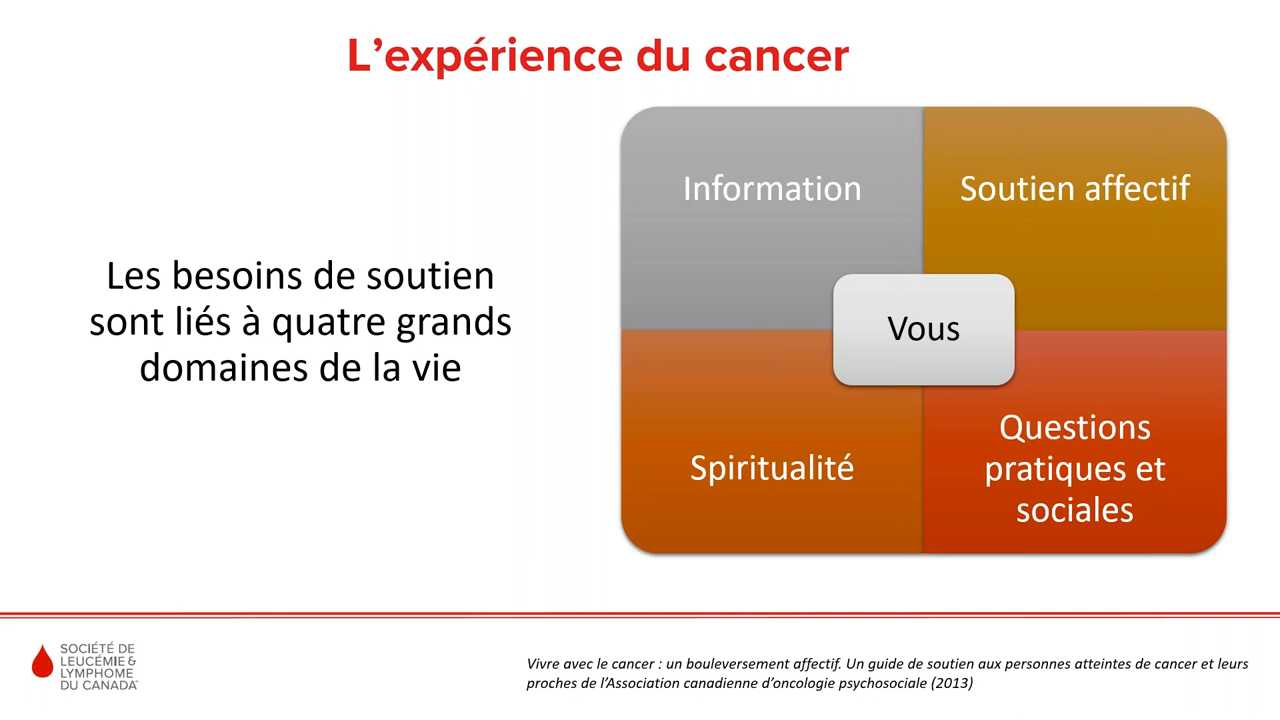 L’expérience du cancer
Les besoins de soutien
sont liés à quatre grands
domaines de la vie
Information
Soutien affectif
Vous
Spiritualité
Questions
pratiques et
sociales
SOCIÉTÉ DE
LEUCÉMIE &
LYMPHOME
DU CANADA
Vivre avec le cancer : un bouleversement affectif. Un guide de soutien aux personnes atteintes de cancer et leurs
proches de l’Association canadienne d’oncologie psychosociale (2013)